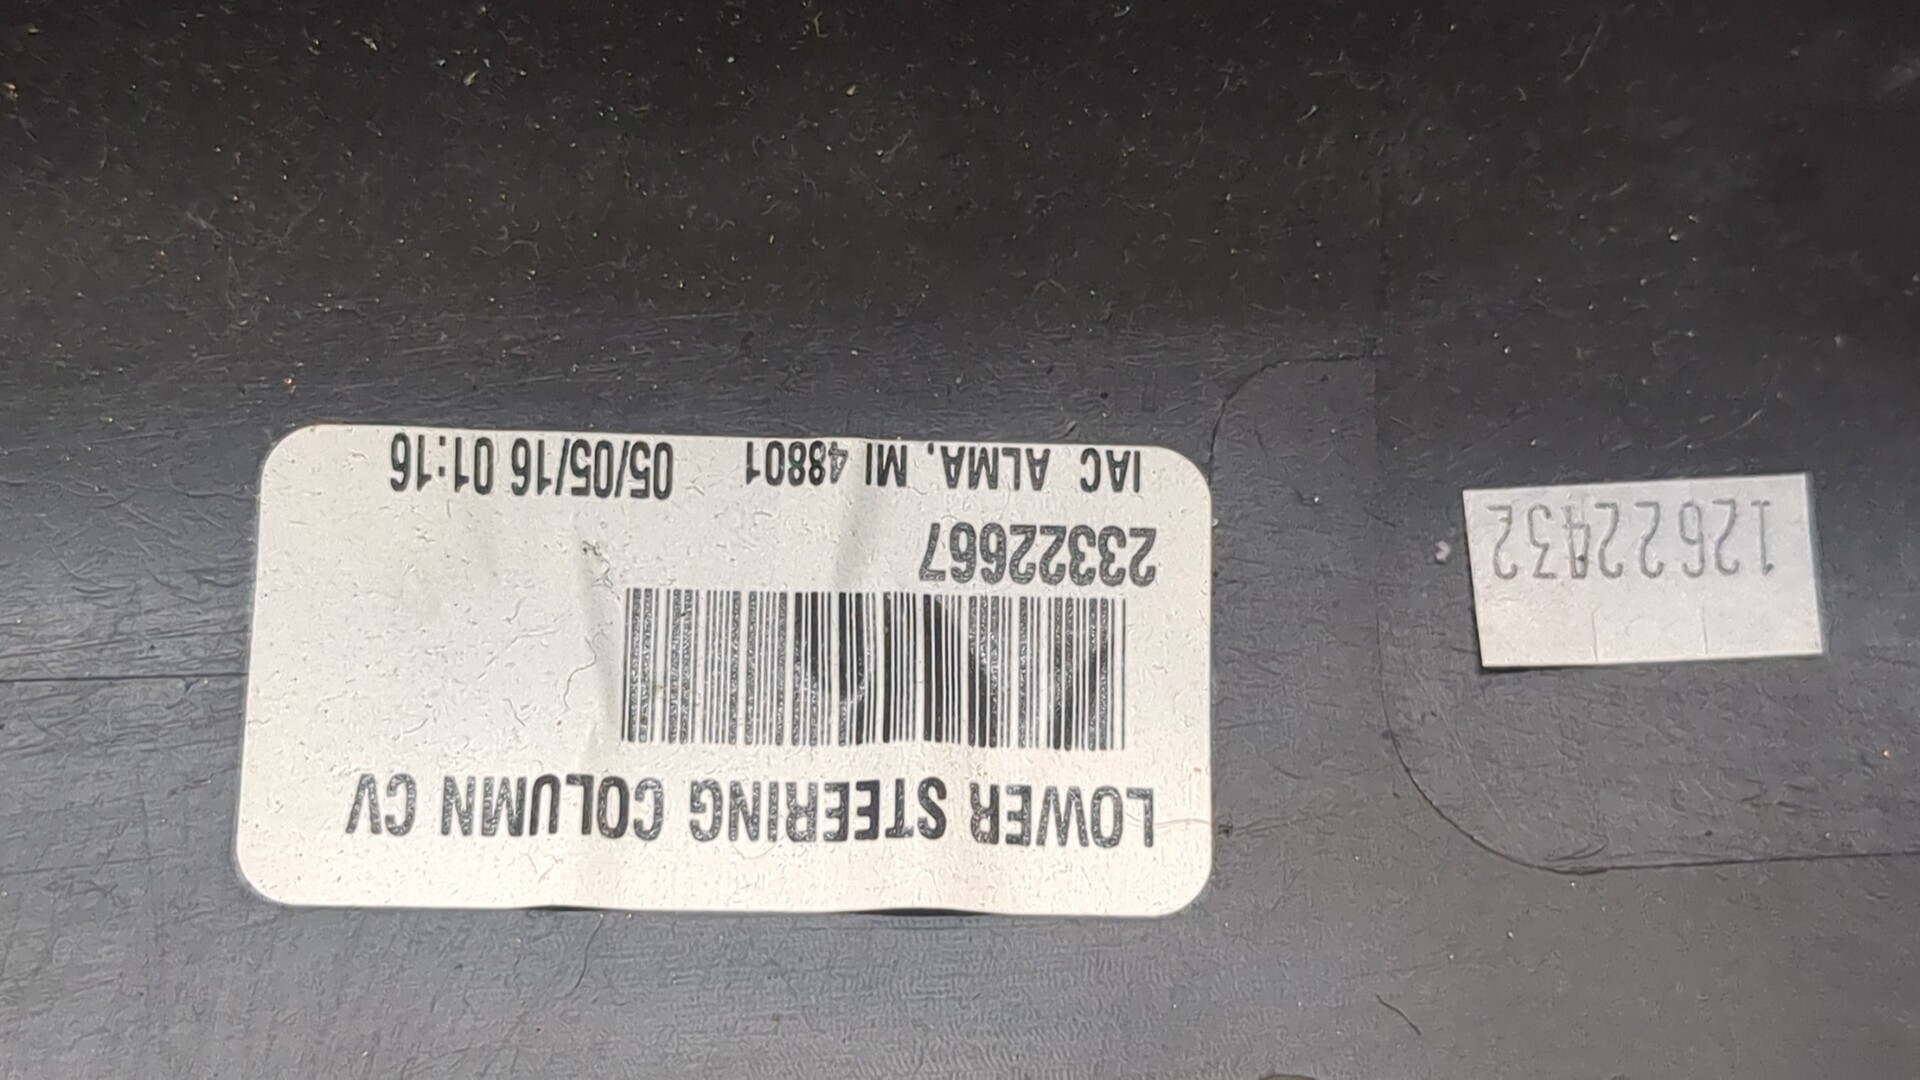 LOWER STEERING COLUMN CV
23322667
IAC ALMA, MI 48801 05/05/16 01:16
12622432